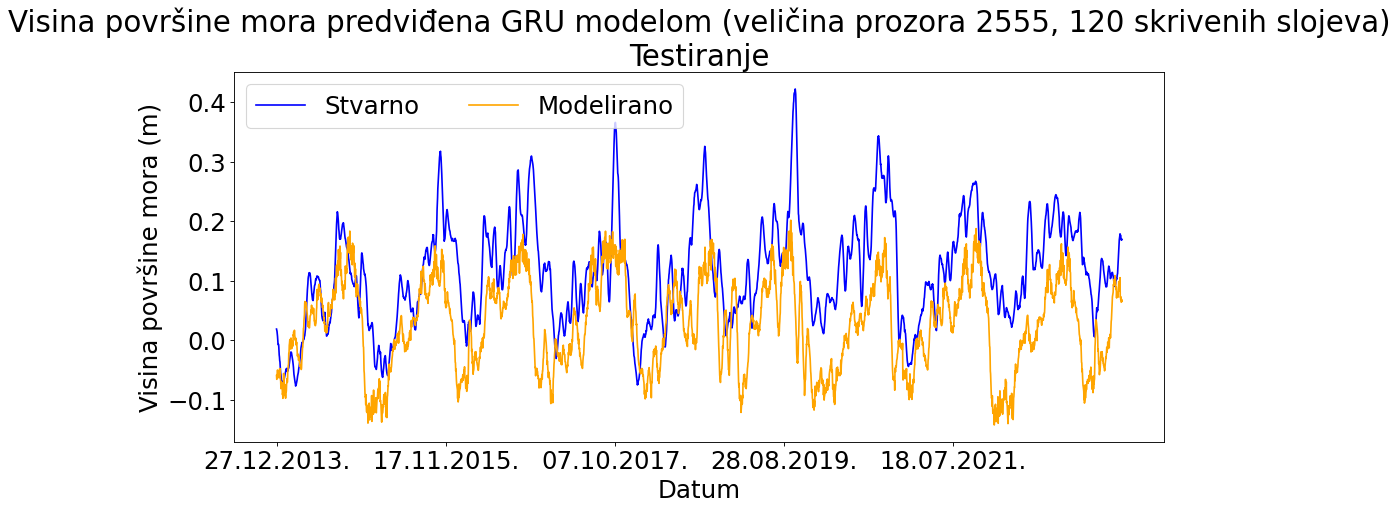 Visina površine mora predviđena GRU modelom (veličina prozora 2555, 120 skrivenih slojeva)
Testiranje
Stvarno Modelirano
Visina površine mora (m)
0.4
0.3
0.2
0.1
0.0
−0.1
27.12.2013. 17.11.2015. 07.10.2017. 28.08.2019. 18.07.2021.
Datum